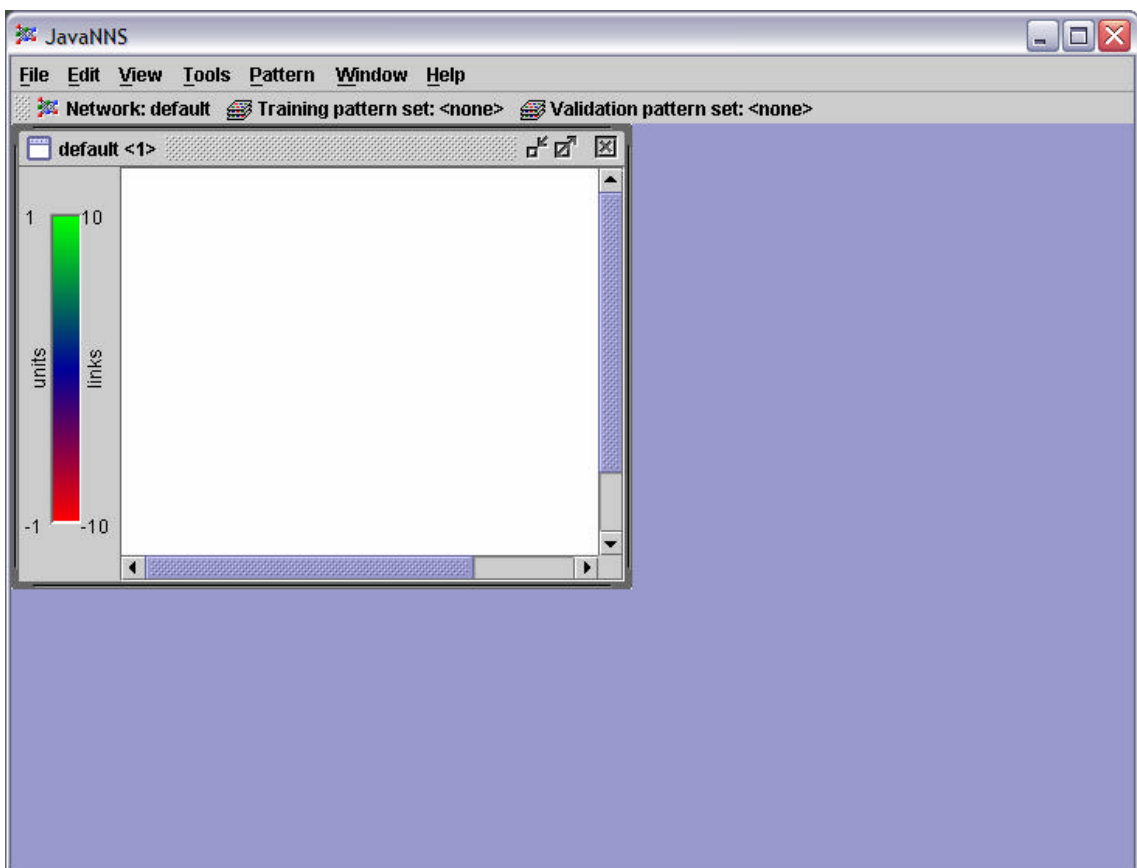 JavaNNS
File Edit View Tools Pattern Window Help
Network: default Training pattern set: <none> Validation pattern set: <none>
default <1>
1 10
units links
-1 -10